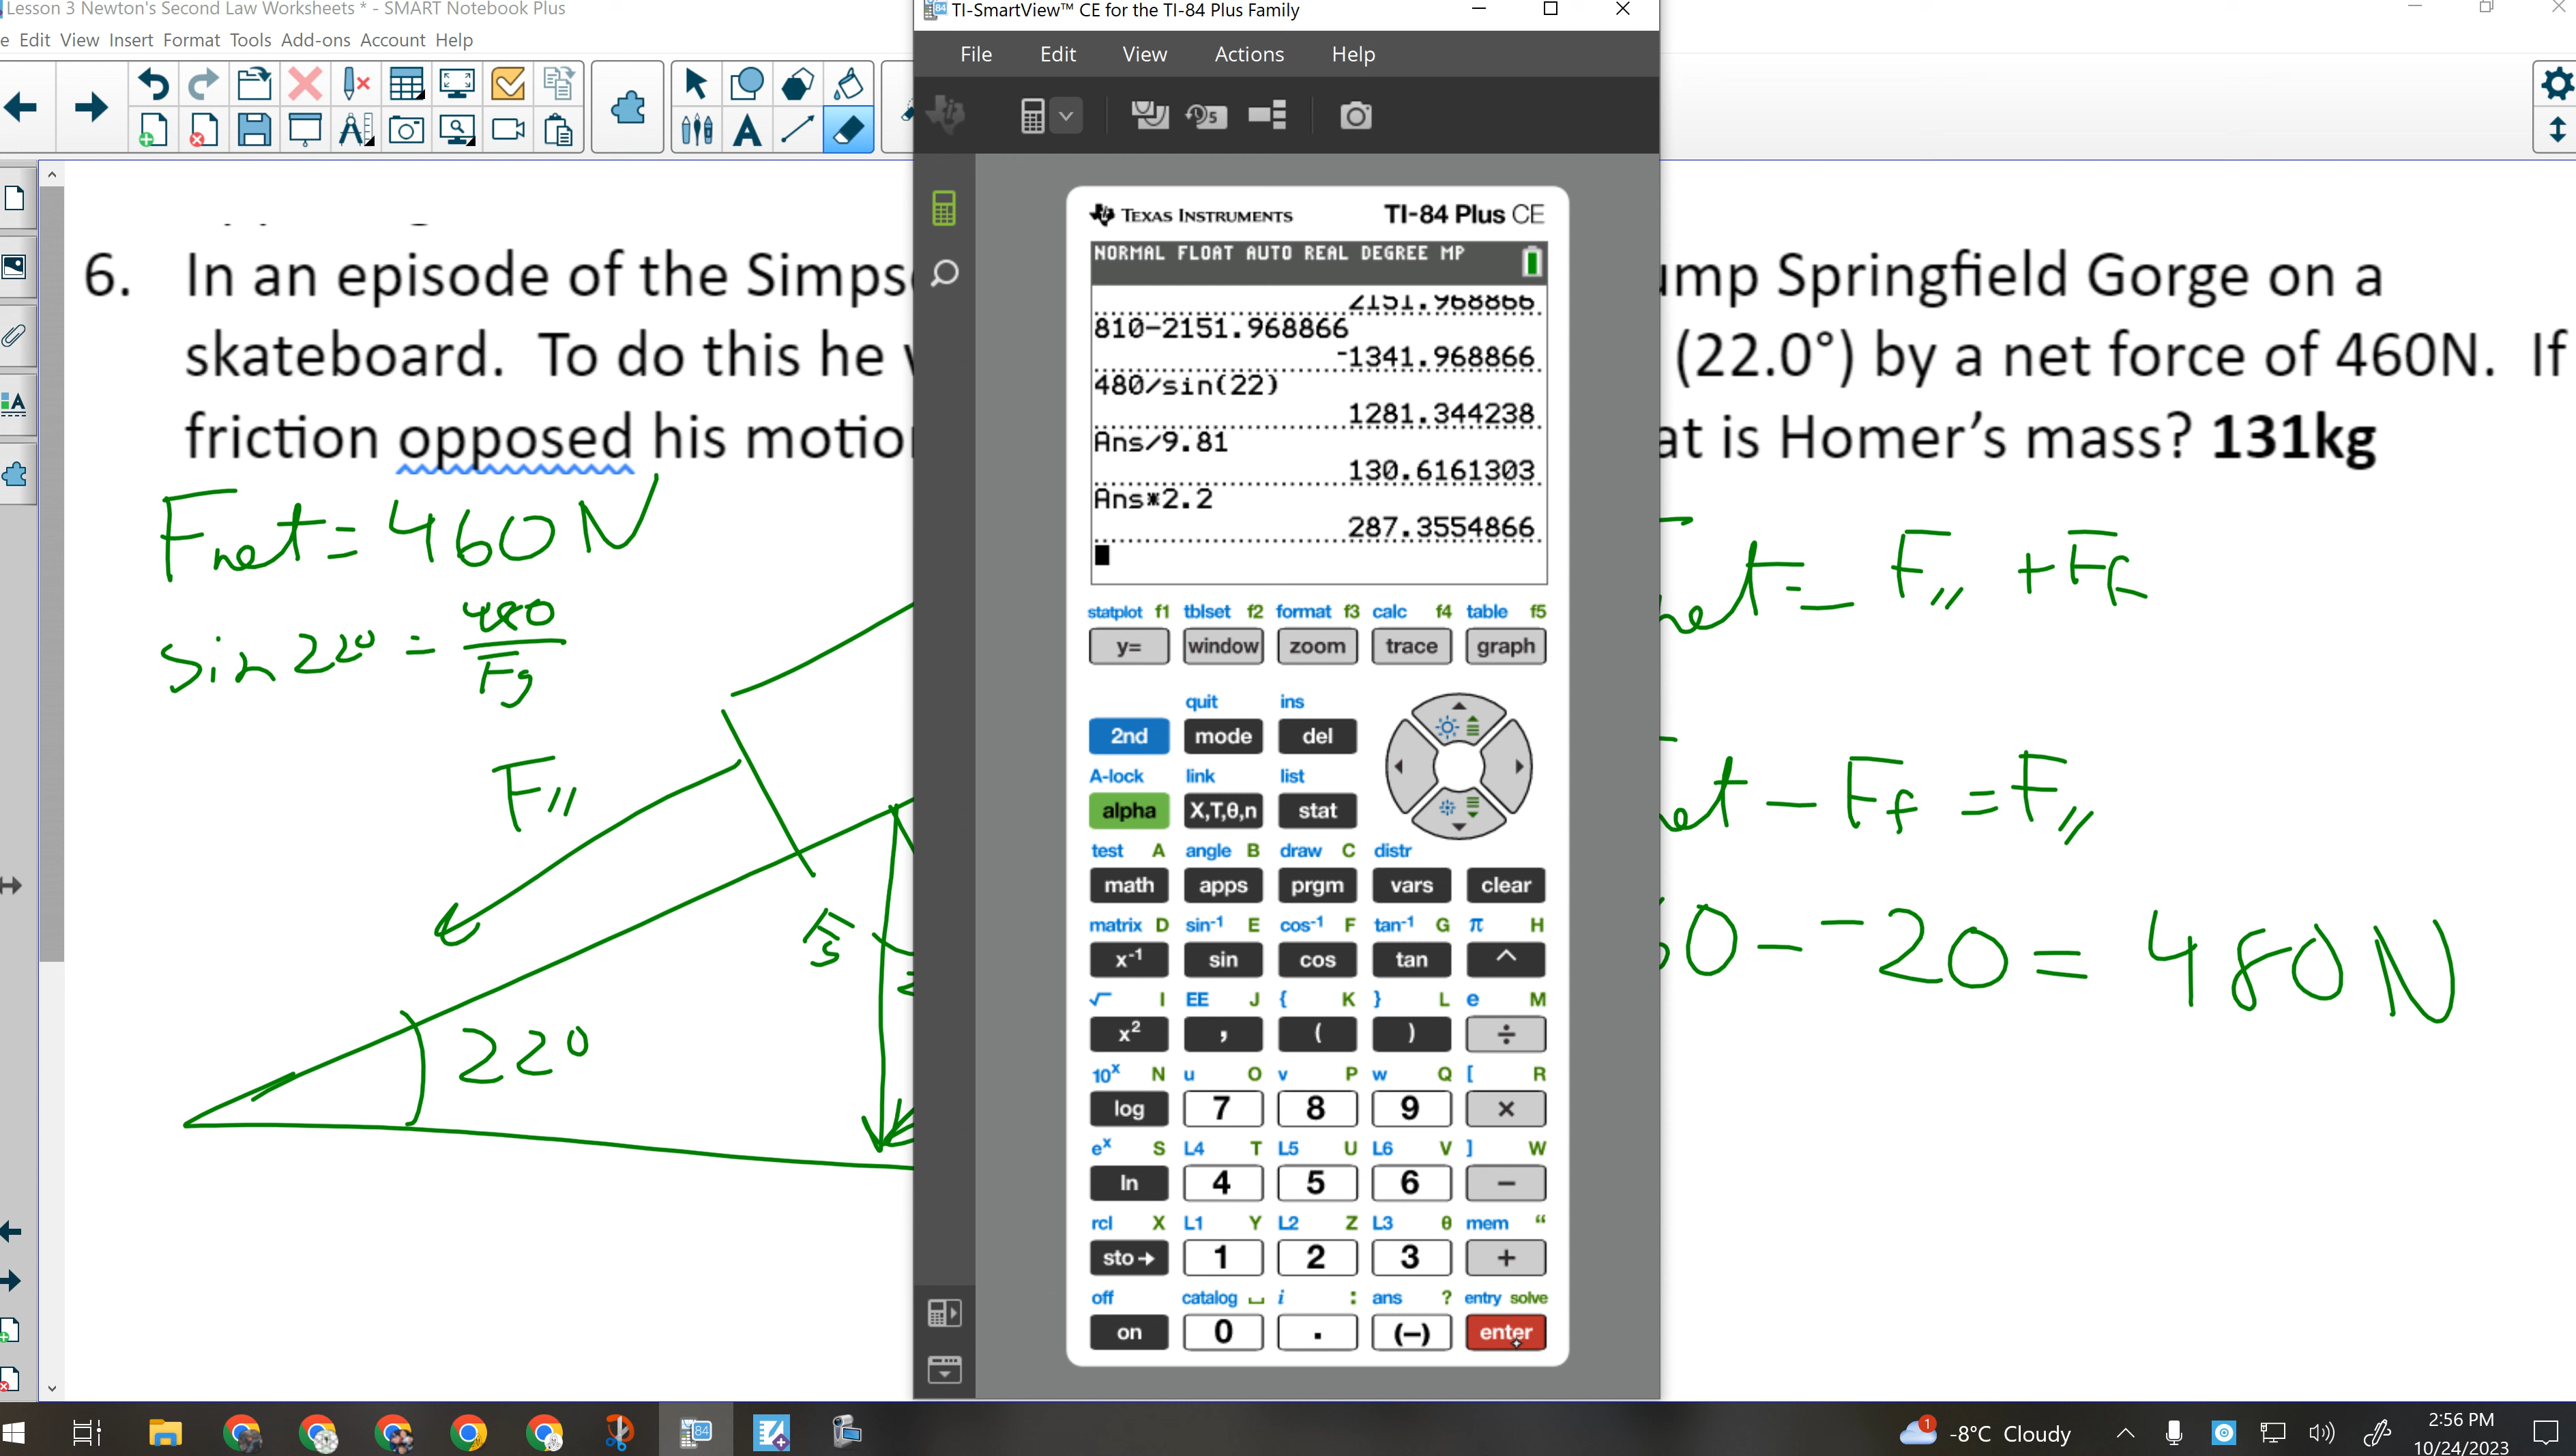 Lesson 3 Newton's Second Law Worksheets * - SMART Notebook Plus
e Edit View Insert Format Tools Add-ons Account Help
TI-SmartView™ CE for the TI-84 Plus Family
File Edit View Actions Help
6. In an episode of the Simps
ump Springfield Gorge on a
skateboard. To do this he
(22.0°) by a net force of 460N. If
friction opposed his motio
at is Homer's mass? 131kg
Fnet = 460 N
sin 22° = 480
Fg
F//
Fg
22°
net = F// + Ff
et - Ff = F//
60 - -20 = 480 N
TEXAS INSTRUMENTS TI-84 Plus CE
NORMAL FLOAT AUTO REAL DEGREE MP
2151.968866
810-2151.968866
-1341.968866
480/sin(22)
1281.344238
Ans/9.81
130.6161303
Ans*2.2
287.3554866
statplot f1 tblset f2 format f3 calc f4 table f5
y= window zoom trace graph
quit ins
2nd mode del
A-lock link list
alpha X,T,θ,n stat
test A angle B draw C distr
math apps prgm vars clear
matrix D sin-1 E cos-1 F tan-1 G π H
x-1 sin cos tan ^
√ I EE J { K } L e M
x2 , ( ) ÷
10x N u O v P w Q [ R
log 7 8 9 ×
ex S L4 T L5 U L6 V ] W
ln 4 5 6 −
rcl X L1 Y L2 Z L3 θ mem “
sto→ 1 2 3 +
off catalog ⎵ i : ans ? entry solve
on 0 . (−) enter
84
1 -8°C Cloudy
2:56 PM
10/24/2023